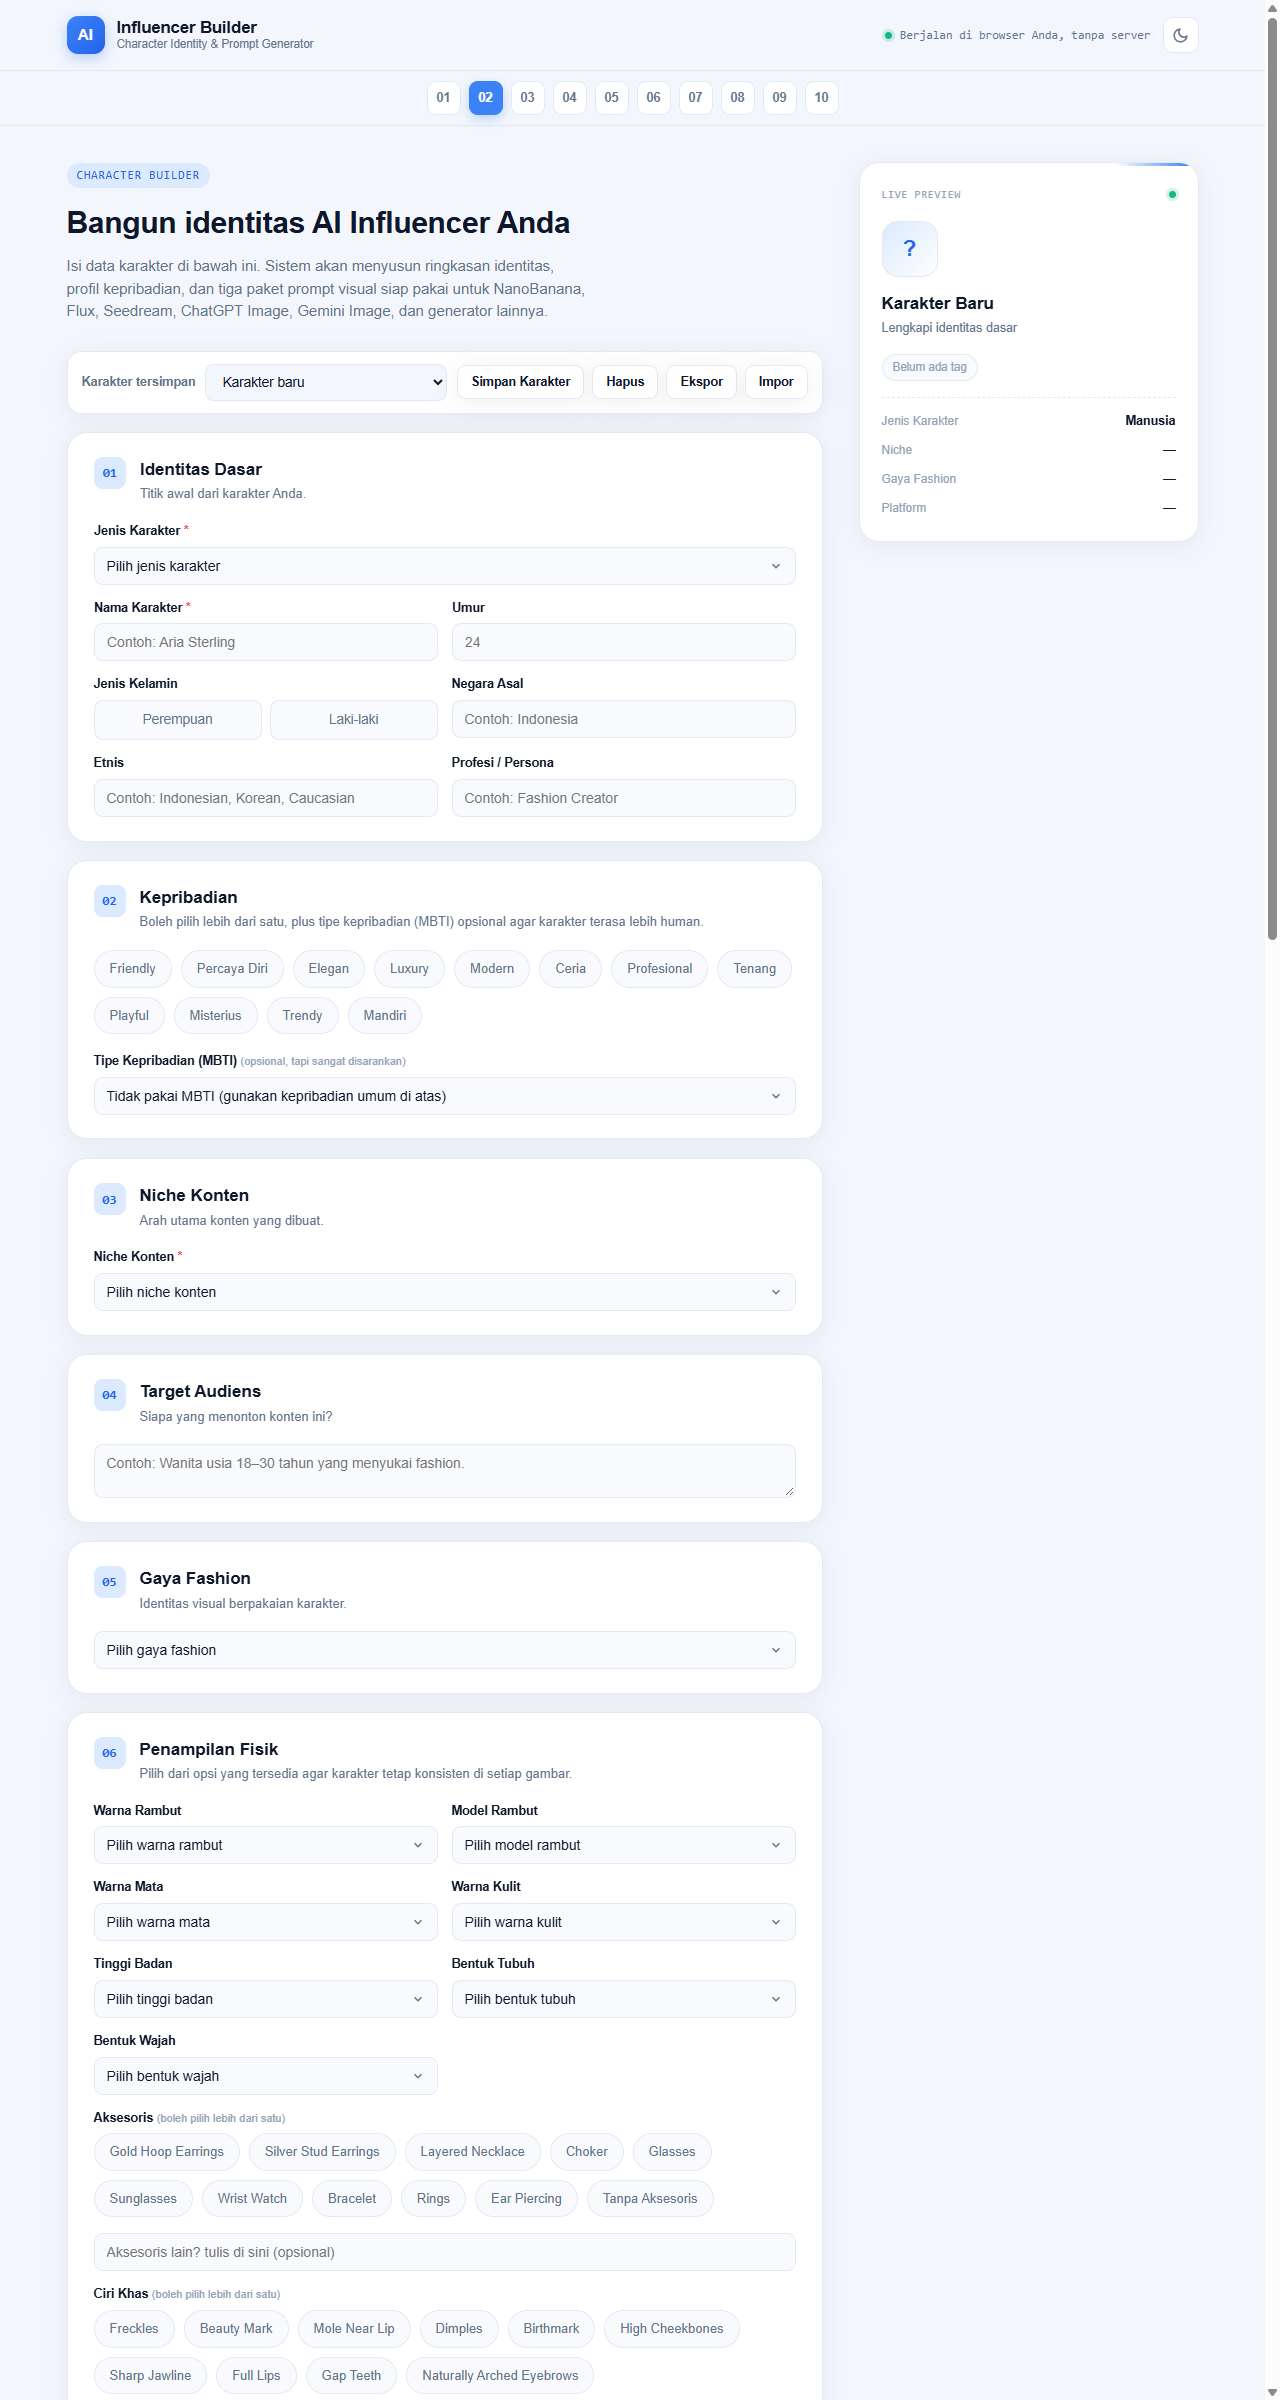 AI
Influencer Builder
Character Identity & Prompt Generator
Berjalan di browser Anda, tanpa server
01 02 03 04 05 06 07 08 09 10
CHARACTER BUILDER
Bangun identitas AI Influencer Anda
Isi data karakter di bawah ini. Sistem akan menyusun ringkasan identitas,
profil kepribadian, dan tiga paket prompt visual siap pakai untuk NanoBanana,
Flux, Seedream, ChatGPT Image, Gemini Image, dan generator lainnya.
Karakter tersimpan Karakter baru Simpan Karakter Hapus Ekspor Impor
LIVE PREVIEW
?
Karakter Baru
Lengkapi identitas dasar
Belum ada tag
Jenis Karakter Manusia
Niche —
Gaya Fashion —
Platform —
01 Identitas Dasar
Titik awal dari karakter Anda.
Jenis Karakter *
Pilih jenis karakter
Nama Karakter * Umur
Contoh: Aria Sterling 24
Jenis Kelamin Negara Asal
Perempuan Laki-laki Contoh: Indonesia
Etnis Profesi / Persona
Contoh: Indonesian, Korean, Caucasian Contoh: Fashion Creator
02 Kepribadian
Boleh pilih lebih dari satu, plus tipe kepribadian (MBTI) opsional agar karakter terasa lebih human.
Friendly Percaya Diri Elegan Luxury Modern Ceria Profesional Tenang
Playful Misterius Trendy Mandiri
Tipe Kepribadian (MBTI) (opsional, tapi sangat disarankan)
Tidak pakai MBTI (gunakan kepribadian umum di atas)
03 Niche Konten
Arah utama konten yang dibuat.
Niche Konten *
Pilih niche konten
04 Target Audiens
Siapa yang menonton konten ini?
Contoh: Wanita usia 18–30 tahun yang menyukai fashion.
05 Gaya Fashion
Identitas visual berpakaian karakter.
Pilih gaya fashion
06 Penampilan Fisik
Pilih dari opsi yang tersedia agar karakter tetap konsisten di setiap gambar.
Warna Rambut Model Rambut
Pilih warna rambut Pilih model rambut
Warna Mata Warna Kulit
Pilih warna mata Pilih warna kulit
Tinggi Badan Bentuk Tubuh
Pilih tinggi badan Pilih bentuk tubuh
Bentuk Wajah
Pilih bentuk wajah
Aksesoris (boleh pilih lebih dari satu)
Gold Hoop Earrings Silver Stud Earrings Layered Necklace Choker Glasses
Sunglasses Wrist Watch Bracelet Rings Ear Piercing Tanpa Aksesoris
Aksesoris lain? tulis di sini (opsional)
Ciri Khas (boleh pilih lebih dari satu)
Freckles Beauty Mark Mole Near Lip Dimples Birthmark High Cheekbones
Sharp Jawline Full Lips Gap Teeth Naturally Arched Eyebrows